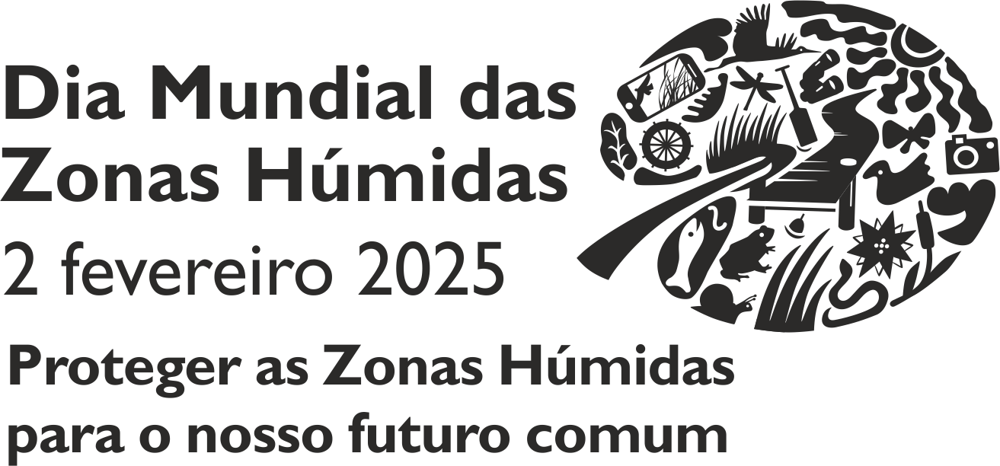 Dia Mundial das
Zonas Húmidas
2 fevereiro 2025
Proteger as Zonas Húmidas
para o nosso futuro comum